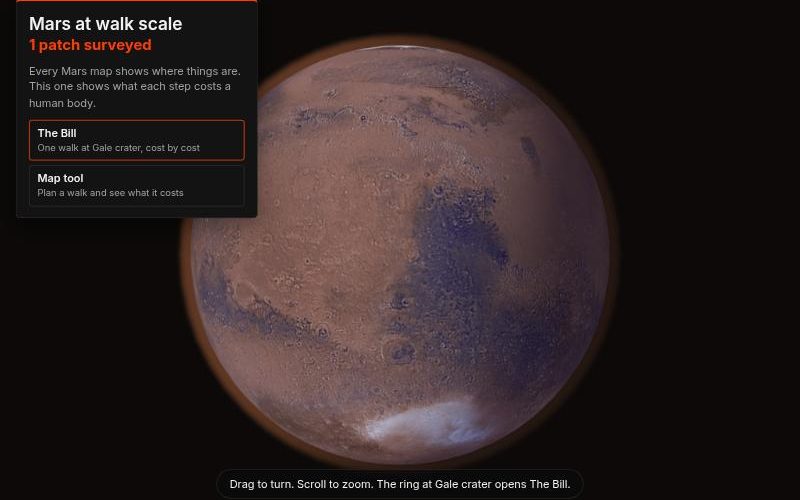 Mars at walk scale
1 patch surveyed
Every Mars map shows where things are.
This one shows what each step costs a
human body.
The Bill
One walk at Gale crater, cost by cost
Map tool
Plan a walk and see what it costs
Drag to turn. Scroll to zoom. The ring at Gale crater opens The Bill.